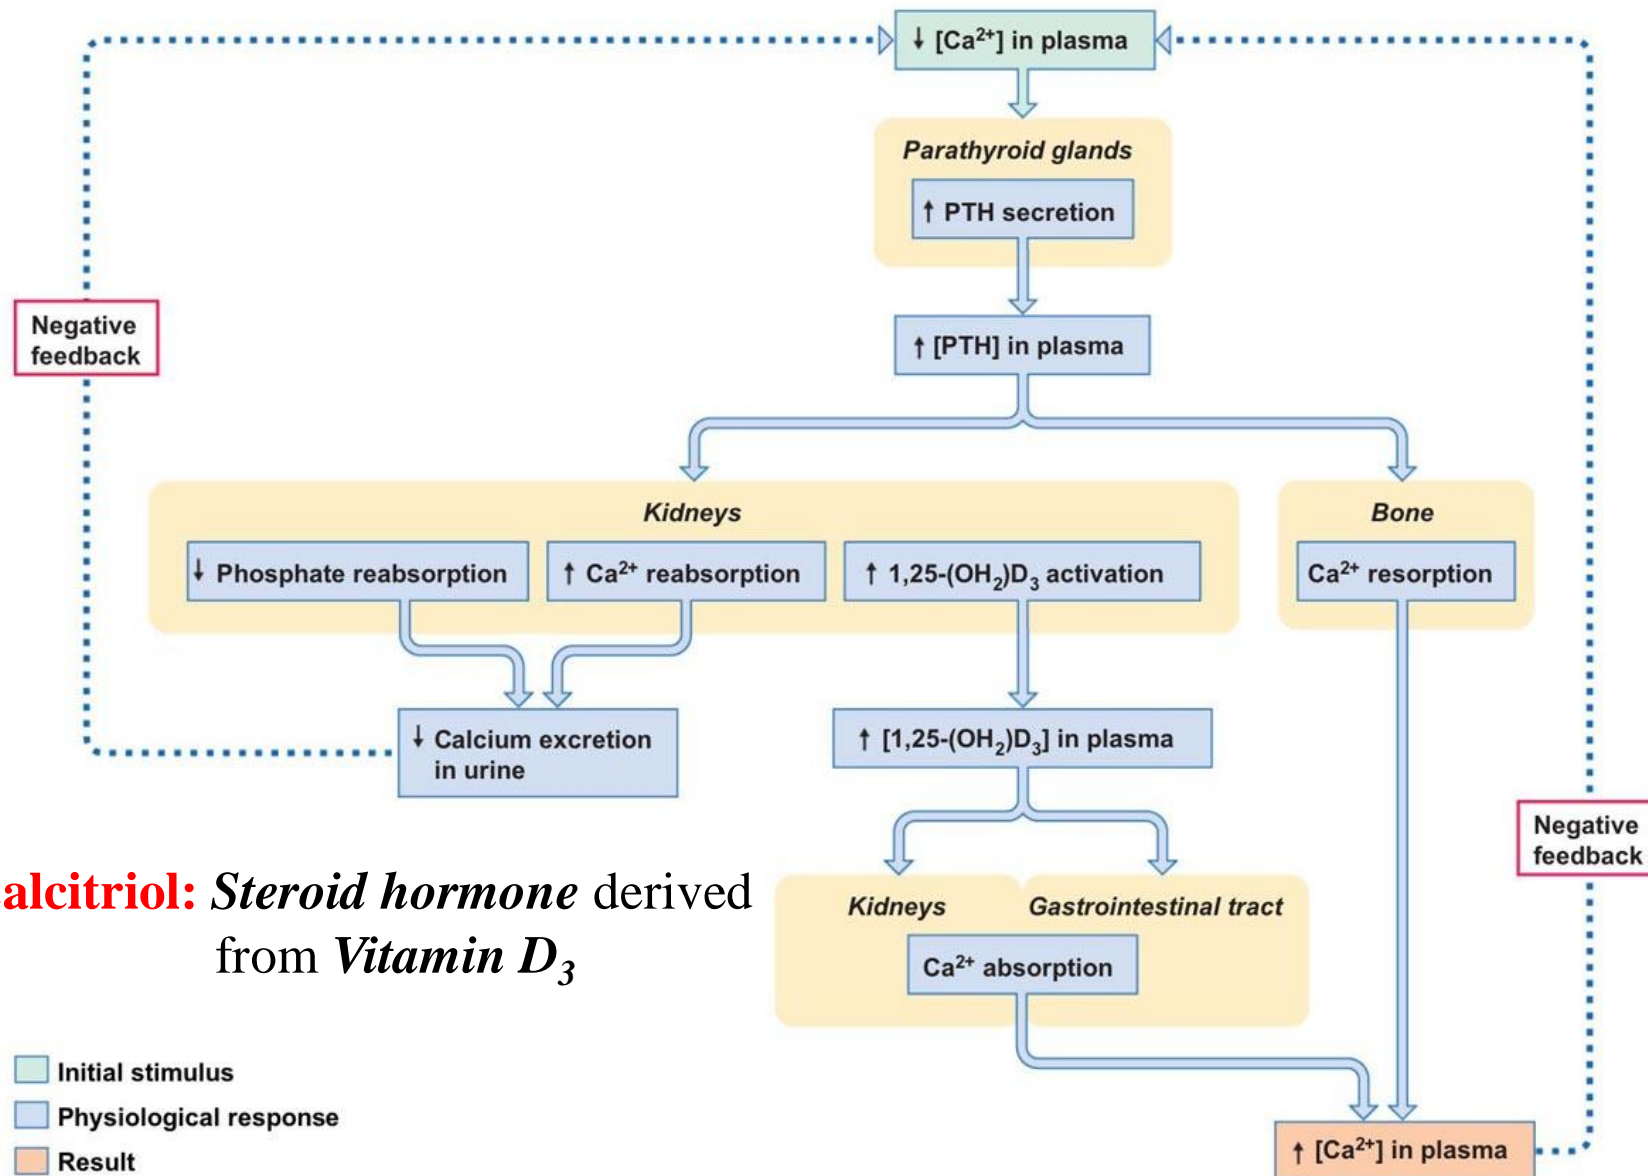 ↓ [Ca²⁺] in plasma
Parathyroid glands
↑ PTH secretion
Negative
feedback
↑ [PTH] in plasma
Kidneys
Bone
↓ Phosphate reabsorption
↑ Ca²⁺ reabsorption
↑ 1,25-(OH₂)D₃ activation
Ca²⁺ resorption
↓ Calcium excretion
in urine
↑ [1,25-(OH₂)D₃] in plasma
Negative
feedback
alcitriol: Steroid hormone derived
from Vitamin D₃
Kidneys
Gastrointestinal tract
Ca²⁺ absorption
Initial stimulus
Physiological response
Result
↑ [Ca²⁺] in plasma